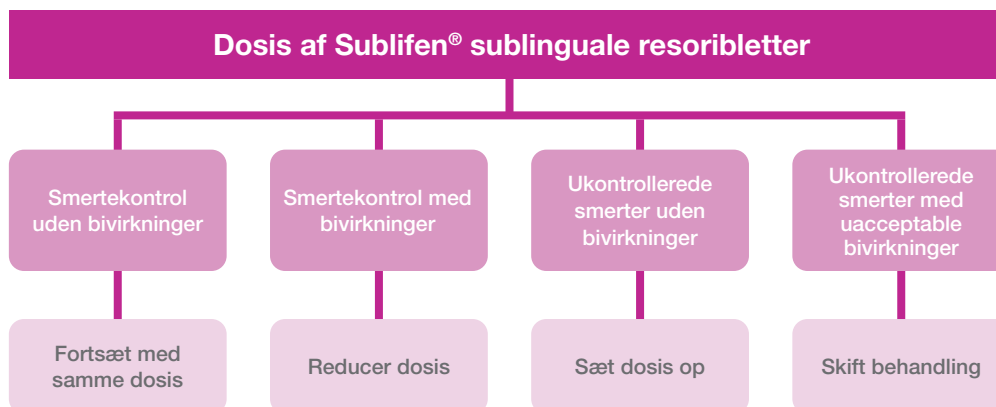 Dosis af Sublifen® sublinguale resoribletter
Smertekontrol
uden bivirkninger
Smertekontrol med
bivirkninger
Ukontrollerede
smerter uden
bivirkninger
Ukontrollerede
smerter med
uacceptable
bivirkninger
Fortsæt med
samme dosis
Reducer dosis
Sæt dosis op
Skift behandling